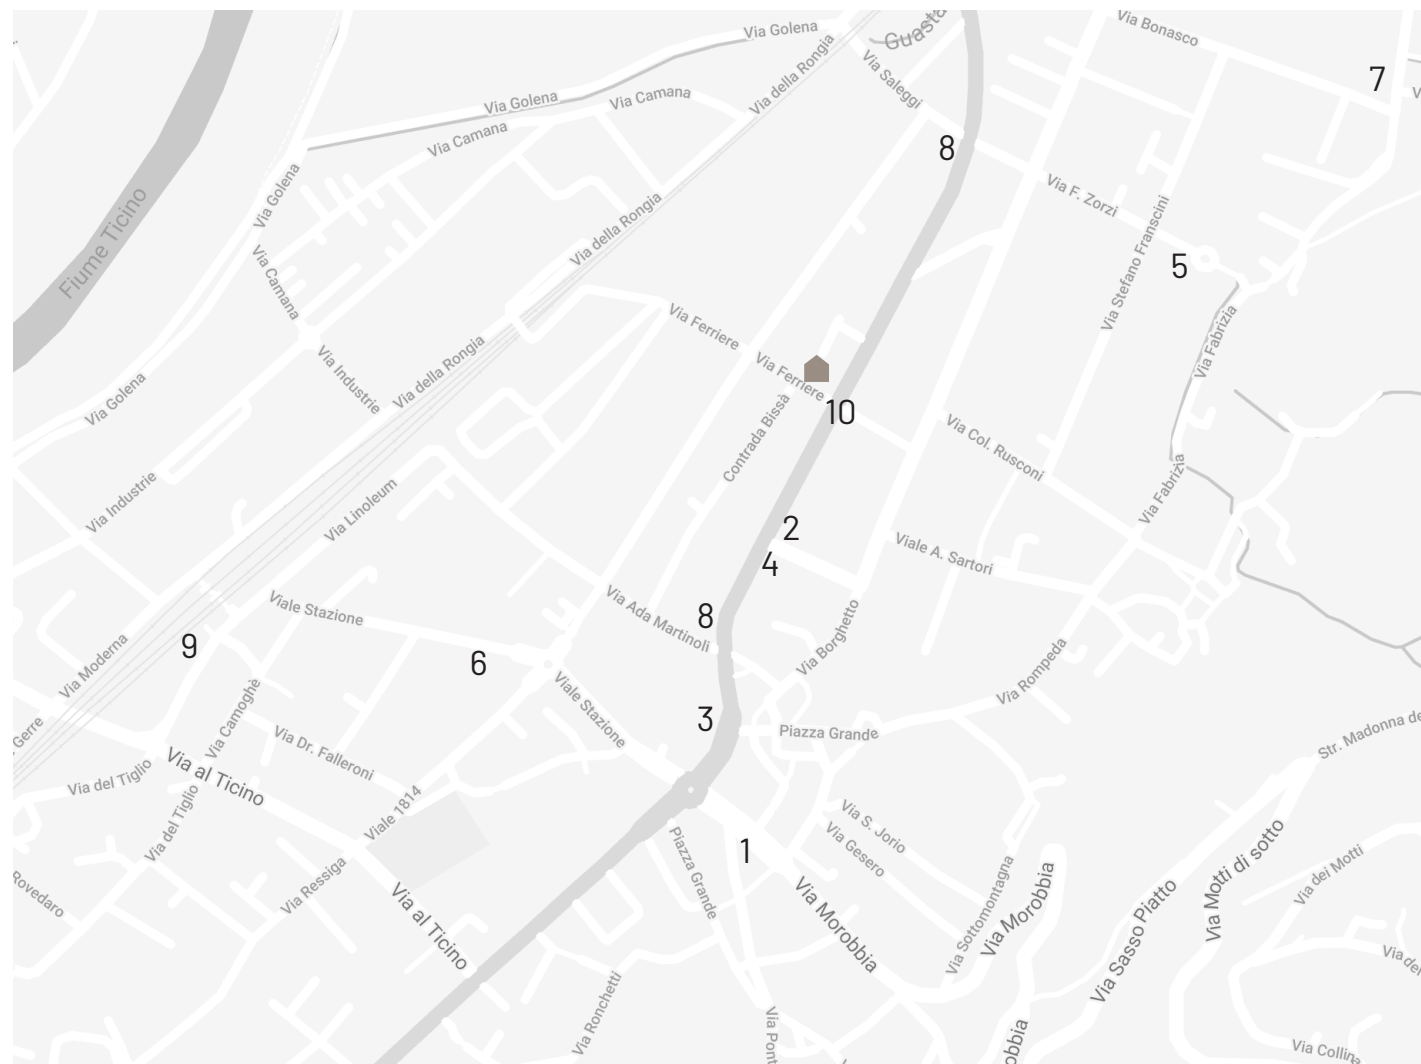 Via Golena
Guasta
Via Bonasco
Via della Rongia
Via Saleggi
7
Via Golena
Via Camana
Via Camana
8
Via Golena
Via F. Zorzi
Via della Rongia
Fiume Ticino
Via Stefano Franscini
5
Via Camana
Via Ferriere
Via Fabrizia
Via Industrie
Via della Rongia
Via Ferriere
Via Golena
10
Contrada Bissà
Via Col. Rusconi
Via Industrie
Via Linoleum
Via Fabrizia
2
4
Viale A. Sartori
Viale Stazione
8
Via Ada Martinoli
Via Borghetto
9
6
Via Moderna
Via Rompeda
Viale Stazione
3
Via Camoghè
Gerre
Piazza Grande
Str. Madonna de
Via Dr. Falleroni
Via del Tiglio
Via al Ticino
Via del Tiglio
Viale 1814
Via S. Jorio
Via Gesero
1
Piazza Grande
Via Ressiga
Rovedaro
Via al Ticino
Via Morobbia
Via Sottomontagna
Via Morobbia
Via Sasso Piatto
Via Motti di sotto
Via dei Motti
Via dei
Via Ronchetti
Via Pont
obbia
Via Collina